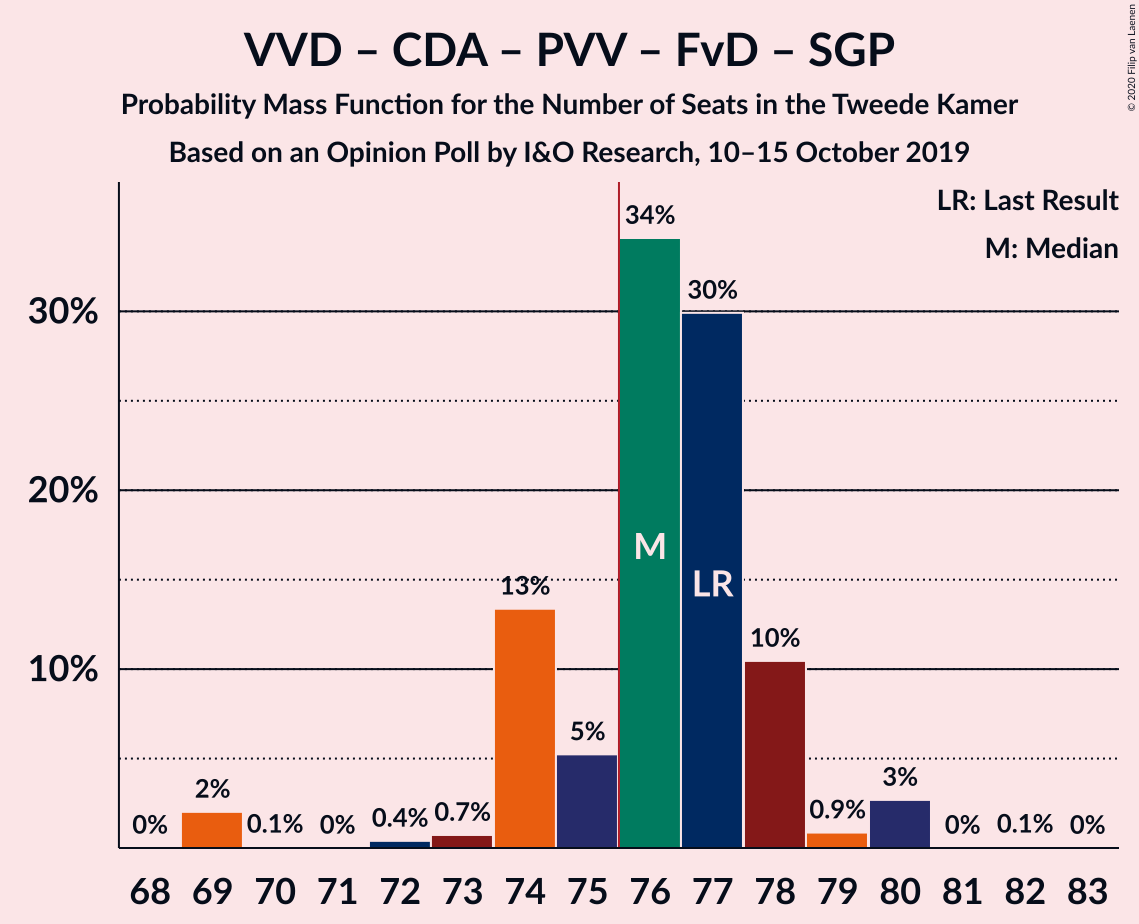 VVD – CDA – PVV – FvD – SGP
Probability Mass Function for the Number of Seats in the Tweede Kamer
Based on an Opinion Poll by I&O Research, 10–15 October 2019
© 2020 Filip van Laenen
LR: Last Result
M: Median
30%
20%
10%
0%
2%
0.1%
0%
0.4%
0.7%
13%
5%
34%
30%
10%
0.9%
3%
0%
0.1%
0%
M
LR
68 69 70 71 72 73 74 75 76 77 78 79 80 81 82 83